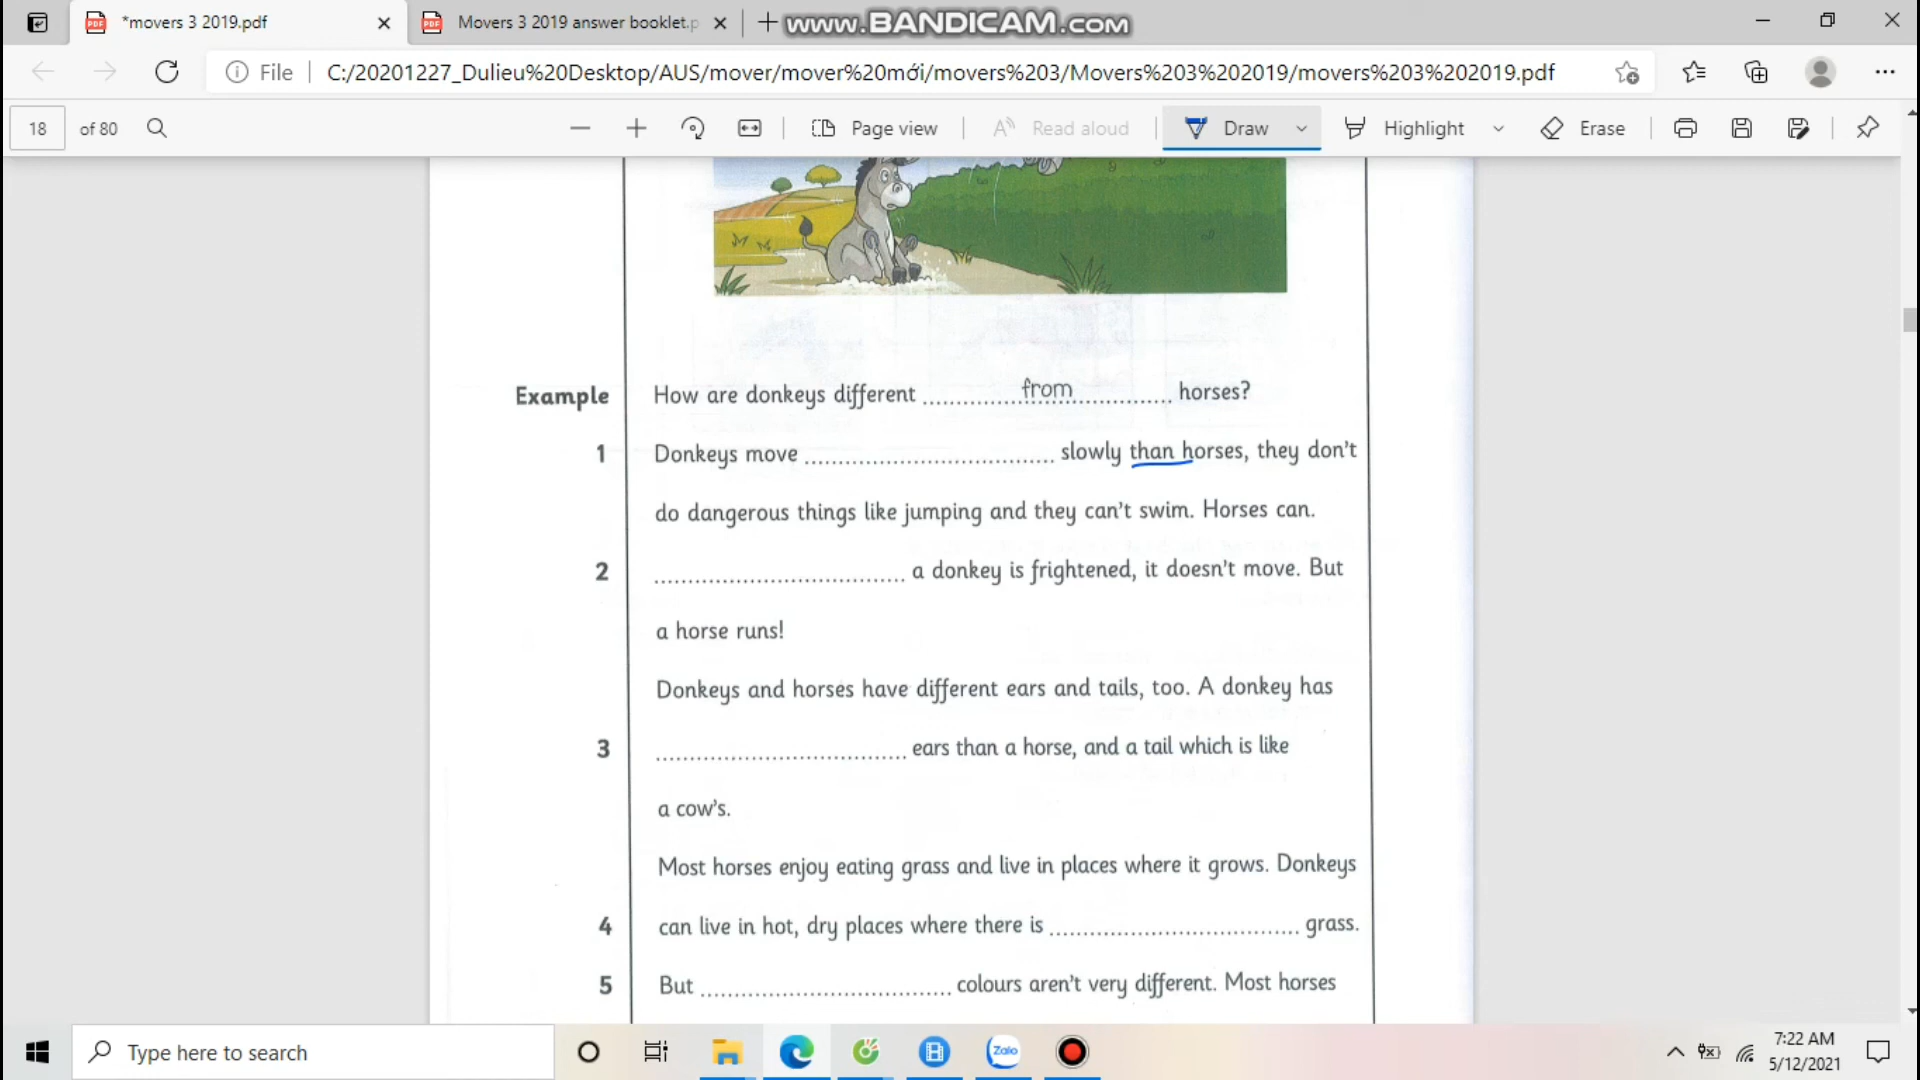 *movers 3 2019.pdf
Movers 3 2019 answer booklet.p
www.BANDICAM.com
File
C:/20201227_Dulieu%20Desktop/AUS/mover/mover%20mới/movers%203/Movers%203%202019/movers%203%202019.pdf
18 of 80
Page view
Read aloud
Draw
Highlight
Erase
Example How are donkeys different ..........from.......... horses?
1 Donkeys move .............................. slowly than horses, they don't
do dangerous things like jumping and they can't swim. Horses can.
2 .............................. a donkey is frightened, it doesn't move. But
a horse runs!
Donkeys and horses have different ears and tails, too. A donkey has
3 .............................. ears than a horse, and a tail which is like
a cow's.
Most horses enjoy eating grass and live in places where it grows. Donkeys
4 can live in hot, dry places where there is .............................. grass.
5 But .............................. colours aren't very different. Most horses
Type here to search
Zalo
7:22 AM
5/12/2021